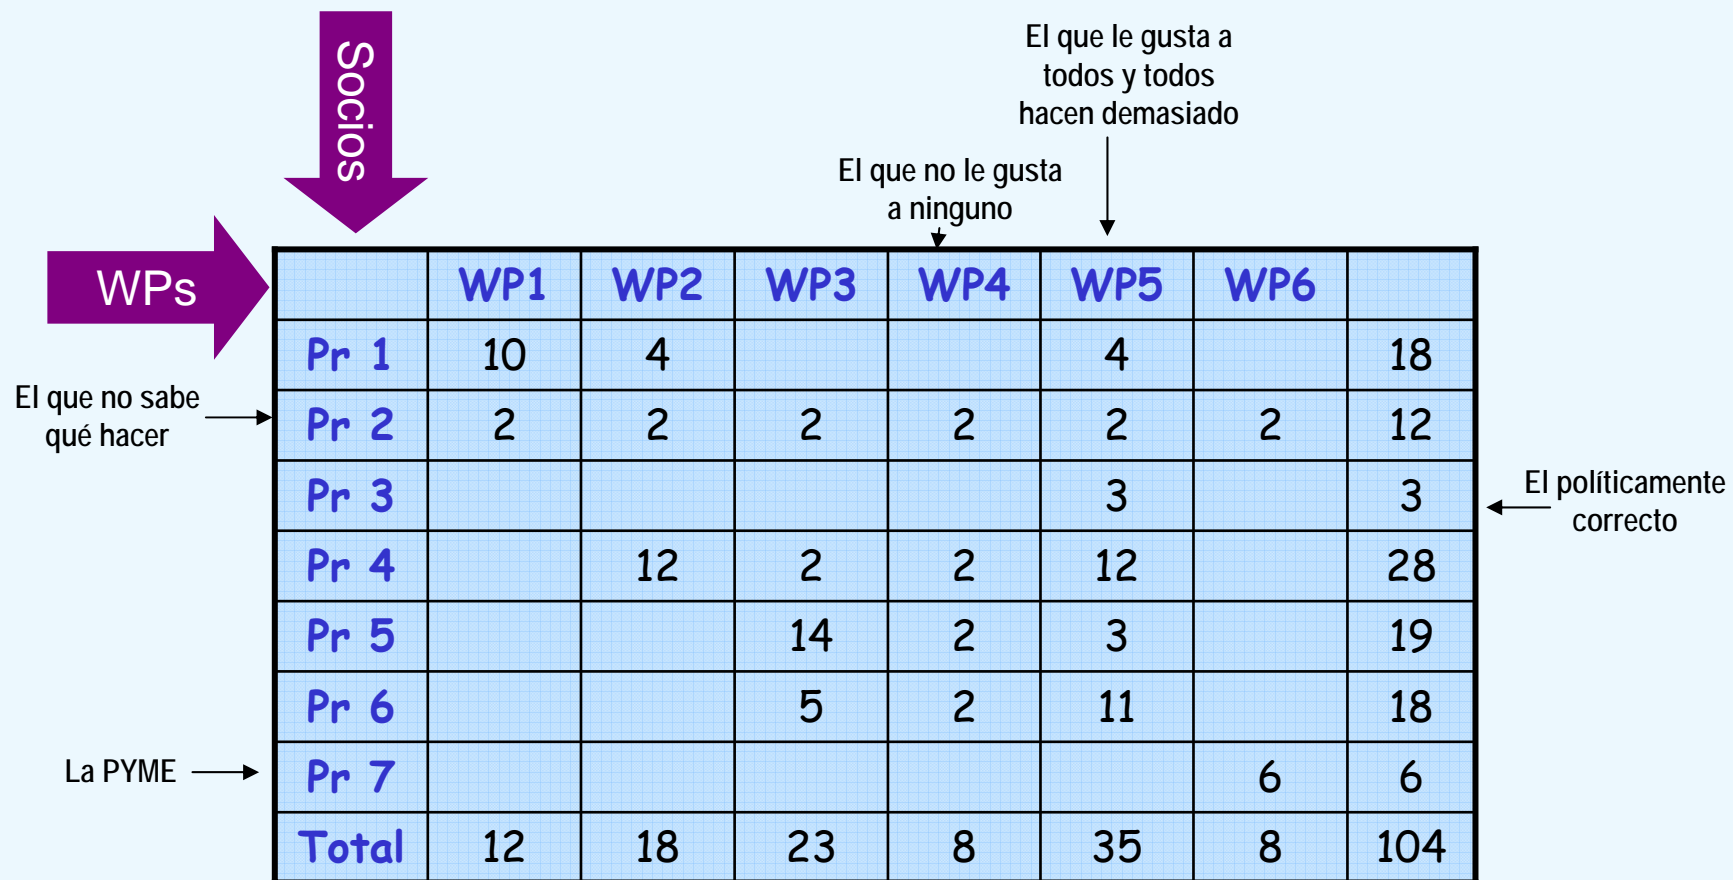 Socios
El que le gusta a
todos y todos
hacen demasiado
El que no le gusta
a ninguno
WPs
WP1 WP2 WP3 WP4 WP5 WP6
Pr 1 10 4 4 18
El que no sabe
qué hacer
Pr 2 2 2 2 2 2 2 12
Pr 3 3 3
El políticamente
correcto
Pr 4 12 2 2 12 28
Pr 5 14 2 3 19
Pr 6 5 2 11 18
La PYME
Pr 7 6 6
Total 12 18 23 8 35 8 104